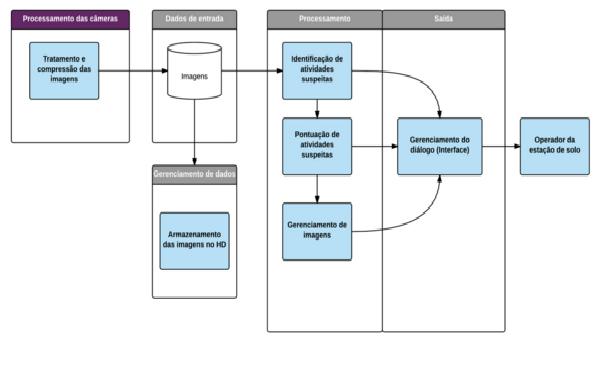 Processamento das câmeras
Tratamento e
compressão das
imagens
Dados de entrada
Imagens
Gerenciamento de dados
Armazenamento
das imagens no HD
Processamento
Identificação de
atividades
suspeitas
Pontuação de
atividades
suspeitas
Gerenciamento de
imagens
Saída
Gerenciamento do
diálogo (Interface)
Operador da
estação de solo